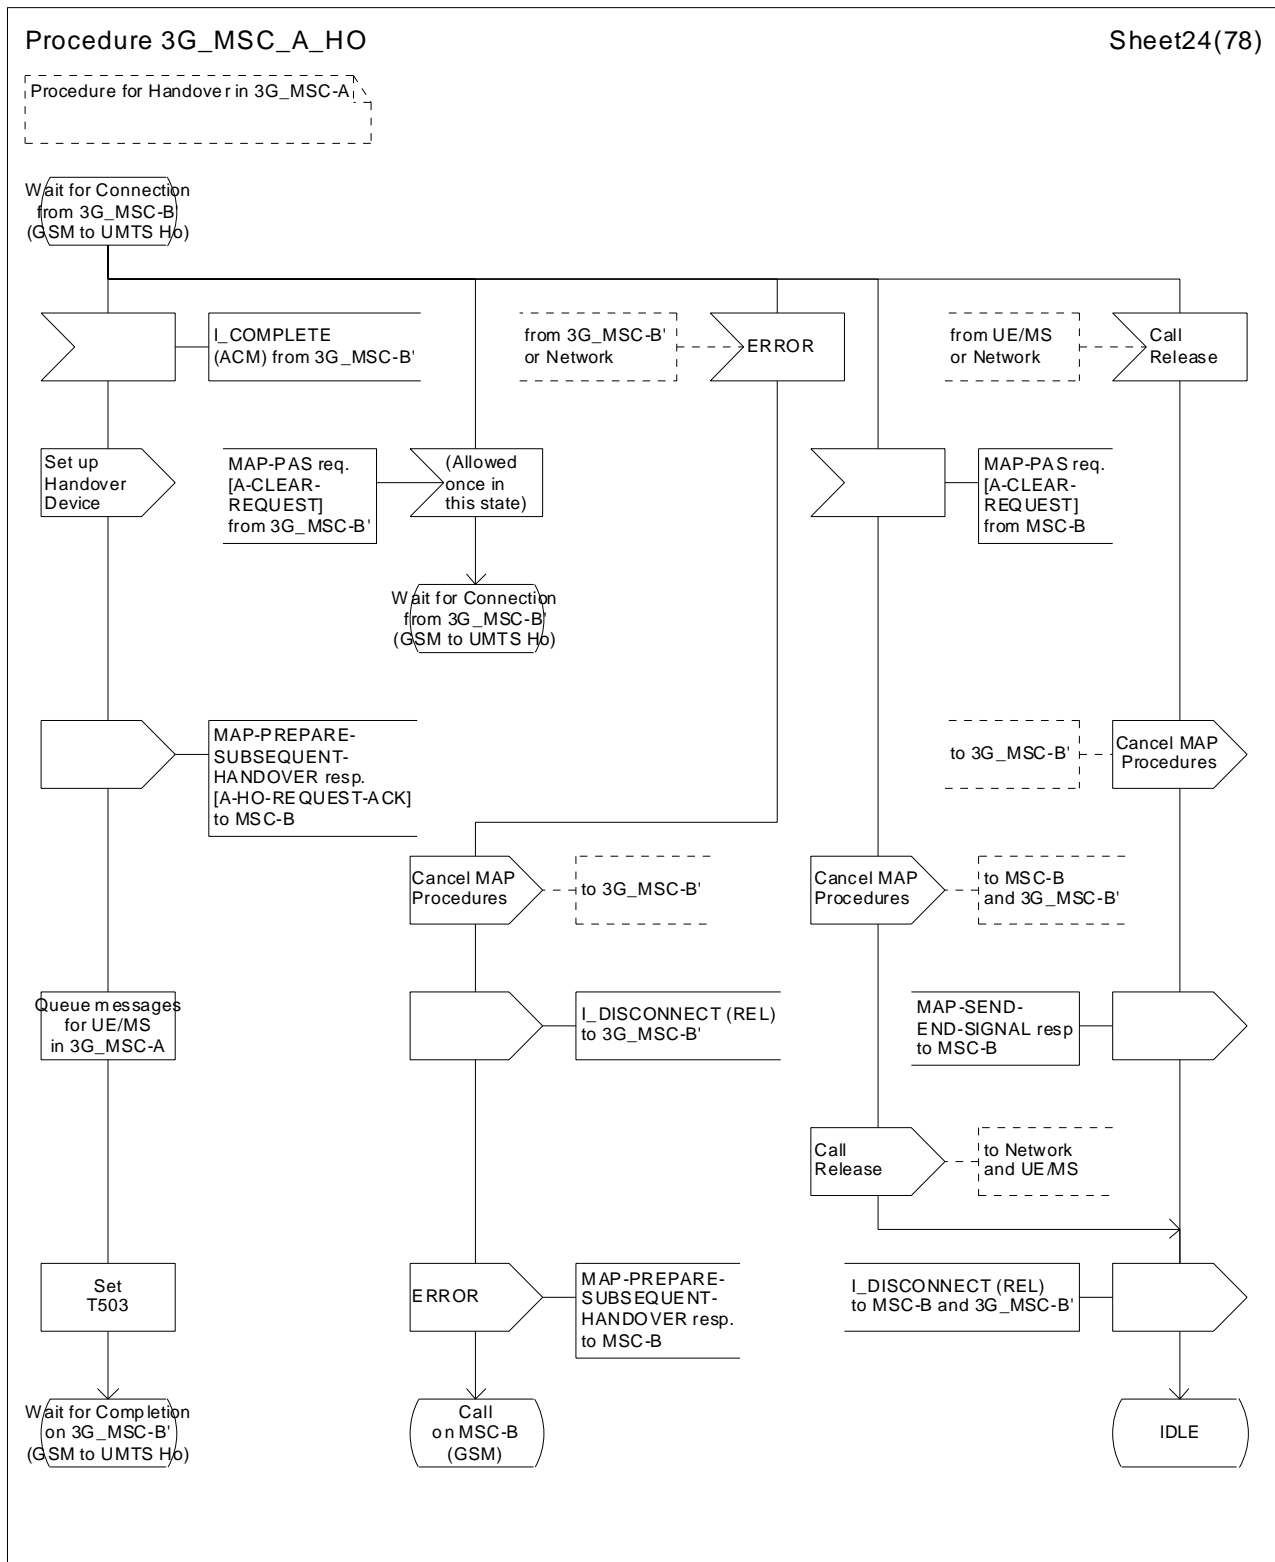 Procedure 3G_MSC_A_HO
Sheet24(78)
Procedure for Handover in 3G_MSC-A
Wait for Connection
from 3G_MSC-B'
(GSM to UMTS Ho)
I_COMPLETE
(ACM) from 3G_MSC-B'
from 3G_MSC-B'
or Network
ERROR
from UE/MS
or Network
Call
Release
Set up
Handover
Device
MAP-PAS req.
[A-CLEAR-
REQUEST]
from 3G_MSC-B'
(Allowed
once in
this state)
MAP-PAS req.
[A-CLEAR-
REQUEST]
from MSC-B
Wait for Connection
from 3G_MSC-B'
(GSM to UMTS Ho)
MAP-PREPARE-
SUBSEQUENT-
HANDOVER resp.
[A-HO-REQUEST-ACK]
to MSC-B
to 3G_MSC-B'
Cancel MAP
Procedures
Cancel MAP
Procedures
to 3G_MSC-B'
Cancel MAP
Procedures
to MSC-B
and 3G_MSC-B'
Queue messages
for UE/MS
in 3G_MSC-A
I_DISCONNECT (REL)
to 3G_MSC-B'
MAP-SEND-
END-SIGNAL resp
to MSC-B
Call
Release
to Network
and UE/MS
Set
T503
ERROR
MAP-PREPARE-
SUBSEQUENT-
HANDOVER resp.
to MSC-B
I_DISCONNECT (REL)
to MSC-B and 3G_MSC-B'
Wait for Completion
on 3G_MSC-B'
(GSM to UMTS Ho)
Call
on MSC-B
(GSM)
IDLE